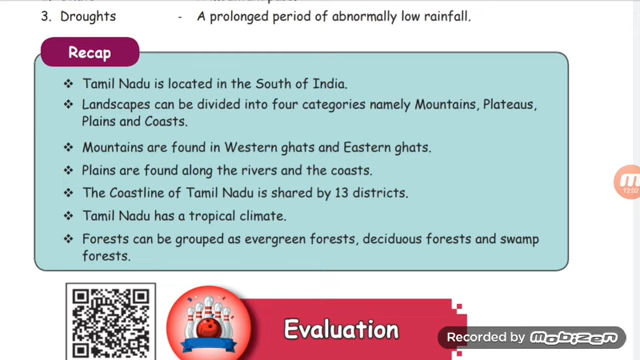 3. Droughts - A prolonged period of abnormally low rainfall.
Recap
❖ Tamil Nadu is located in the South of India.
❖ Landscapes can be divided into four categories namely Mountains, Plateaus,
Plains and Coasts.
❖ Mountains are found in Western ghats and Eastern ghats.
❖ Plains are found along the rivers and the coasts.
❖ The Coastline of Tamil Nadu is shared by 13 districts.
❖ Tamil Nadu has a tropical climate.
❖ Forests can be grouped as evergreen forests, deciduous forests and swamp
forests.
Evaluation
Recorded by mobizen